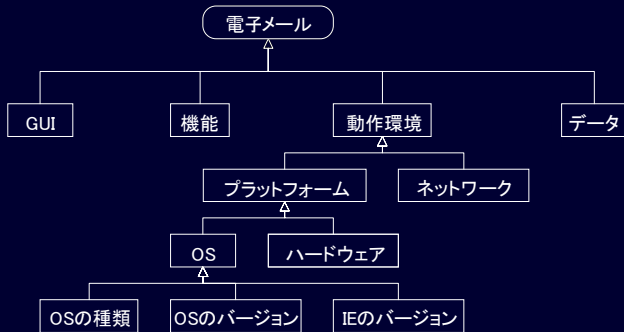 電子メール
GUI
機能
動作環境
データ
プラットフォーム
ネットワーク
OS
ハードウェア
OSの種類
OSのバージョン
IEのバージョン